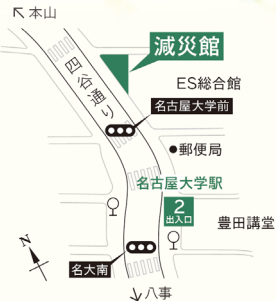 ↖本山
減災館
四谷通り
ES総合館
名古屋大学前
●郵便局
名古屋大学駅
2
出入口
豊田講堂
N
名大南
↓八事